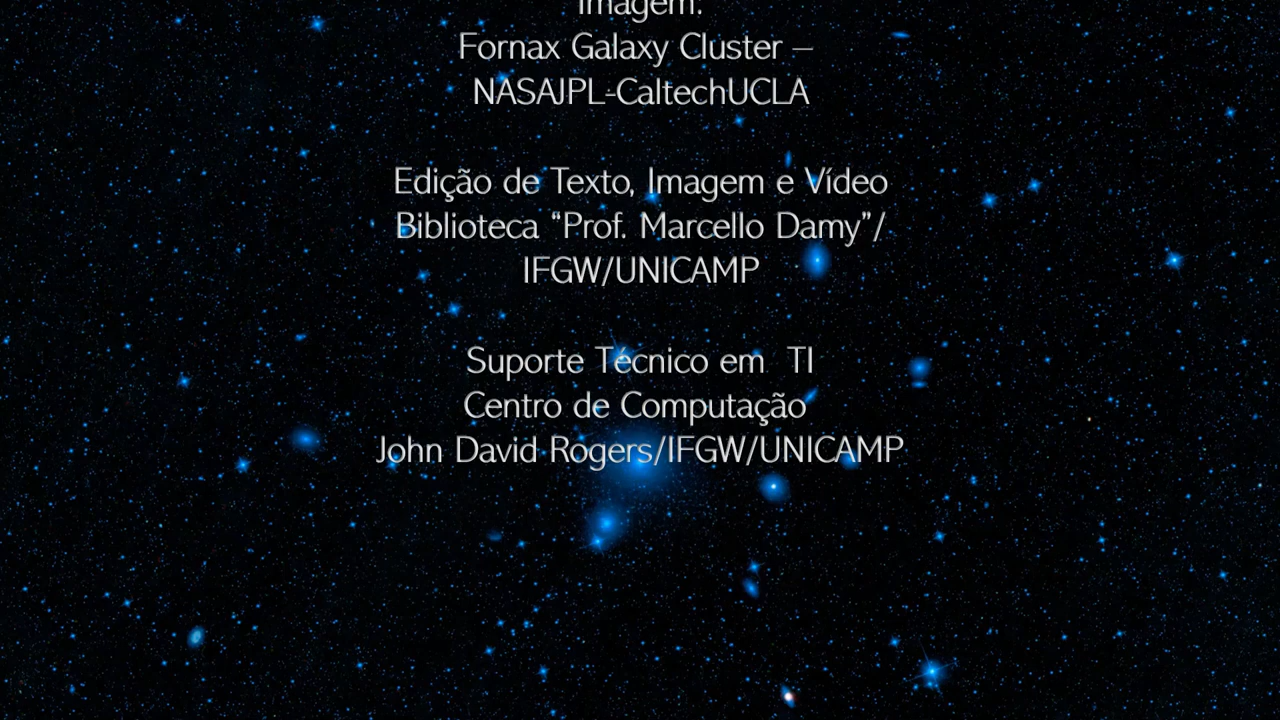 Imagem:
Fornax Galaxy Cluster –
NASAJPL-CaltechUCLA
Edição de Texto, Imagem e Vídeo
Biblioteca “Prof. Marcello Damy”/
IFGW/UNICAMP
Suporte Técnico em  TI
Centro de Computação
John David Rogers/IFGW/UNICAMP